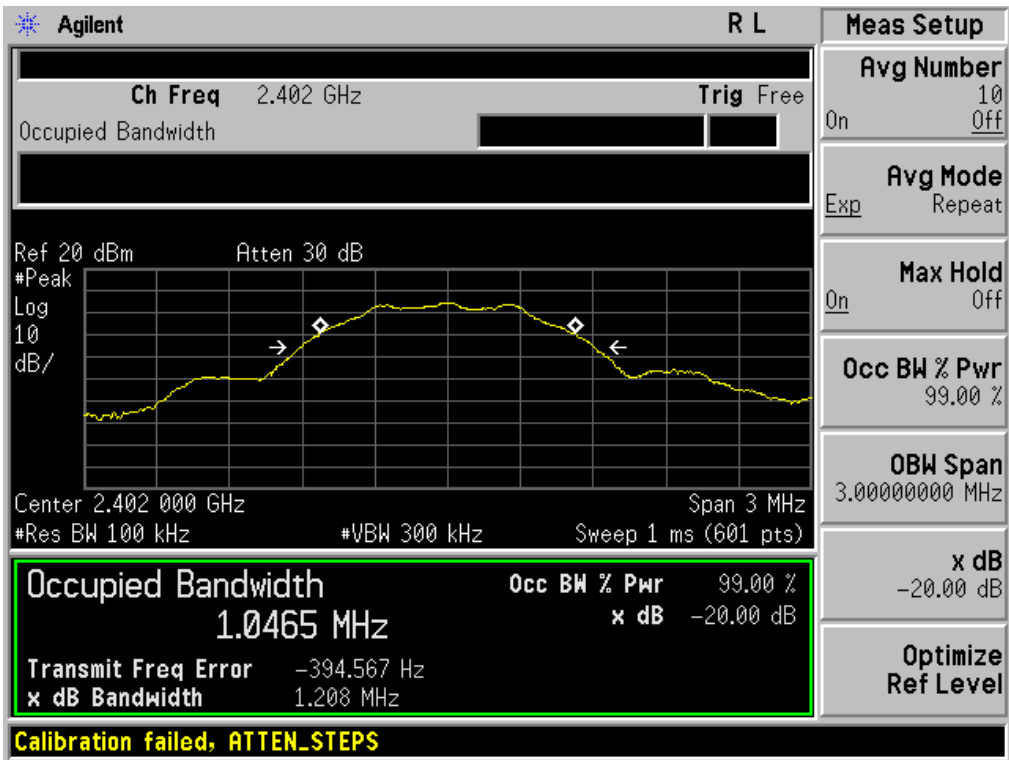 Agilent R L
Ch Freq 2.402 GHz Trig Free
Occupied Bandwidth
Ref 20 dBm Atten 30 dB
#Peak
Log
10
dB/
Center 2.402 000 GHz Span 3 MHz
#Res BW 100 kHz #VBW 300 kHz Sweep 1 ms (601 pts)
Occupied Bandwidth Occ BW % Pwr 99.00 %
1.0465 MHz x dB -20.00 dB
Transmit Freq Error -394.567 Hz
x dB Bandwidth 1.208 MHz
Calibration failed, ATTEN_STEPS
Meas Setup
Avg Number
10
On Off
Avg Mode
Exp Repeat
Max Hold
On Off
Occ BW % Pwr
99.00 %
OBW Span
3.00000000 MHz
x dB
-20.00 dB
Optimize
Ref Level